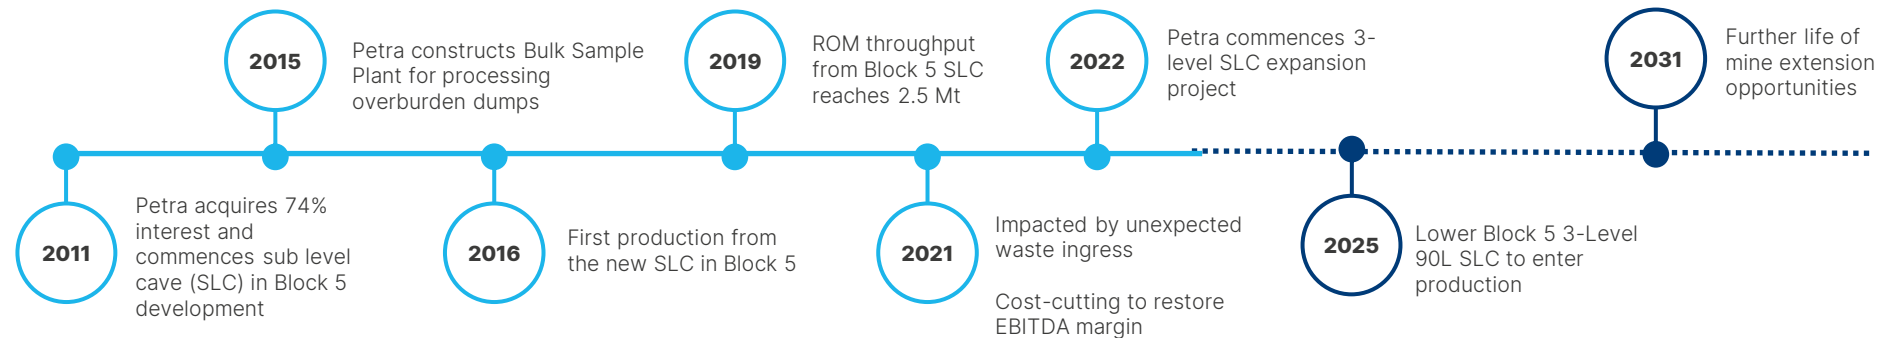 2011
Petra acquires 74%
interest and
commences sub level
cave (SLC) in Block 5
development
2015
Petra constructs Bulk Sample
Plant for processing
overburden dumps
2016
First production from
the new SLC in Block 5
2019
ROM throughput
from Block 5 SLC
reaches 2.5 Mt
2021
Impacted by unexpected
waste ingress
Cost-cutting to restore
EBITDA margin
2022
Petra commences 3-
level SLC expansion
project
2025
Lower Block 5 3-Level
90L SLC to enter
production
2031
Further life of
mine extension
opportunities